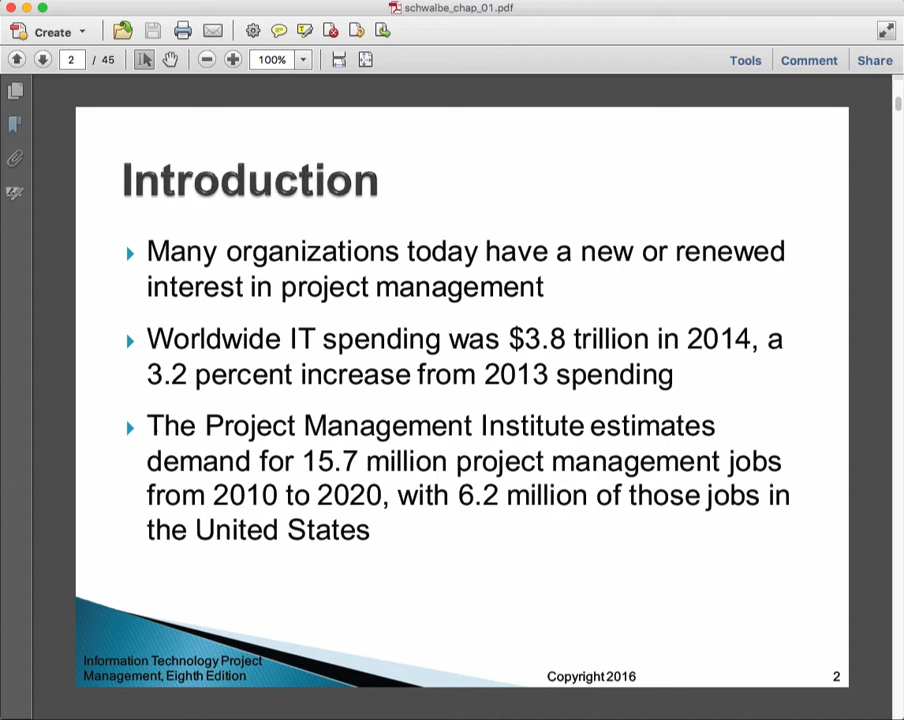 schwalbe_chap_01.pdf
Create
2 / 45
100%
Tools Comment Share
Introduction
Many organizations today have a new or renewed
interest in project management
Worldwide IT spending was $3.8 trillion in 2014, a
3.2 percent increase from 2013 spending
The Project Management Institute estimates
demand for 15.7 million project management jobs
from 2010 to 2020, with 6.2 million of those jobs in
the United States
Information Technology Project
Management, Eighth Edition
Copyright 2016
2